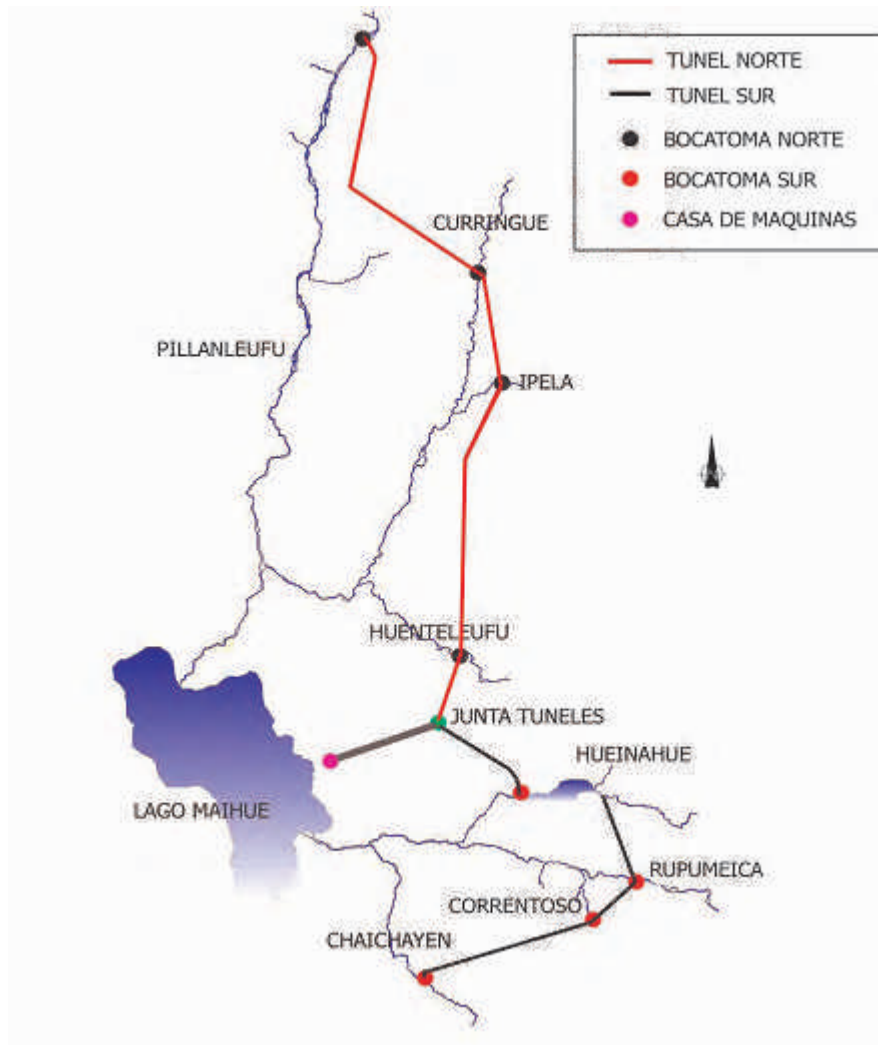 TUNEL NORTE
TUNEL SUR
BOCATOMA NORTE
BOCATOMA SUR
CASA DE MAQUINAS
CURRINGUE
PILLANLEUFU
IPELA
HUENTELEUFU
JUNTA TUNELES
HUEINAHUE
LAGO MAIHUE
RUPUMEICA
CORRENTOSO
CHAICHAYEN